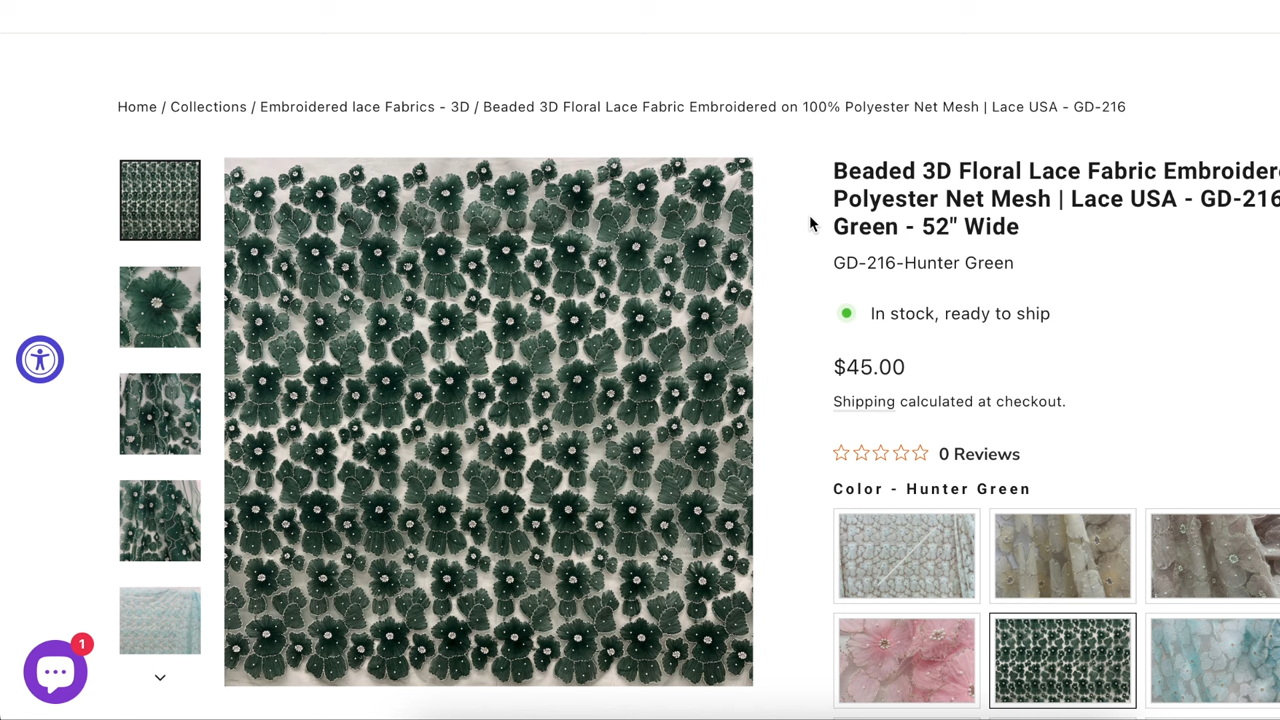 Home / Collections / Embroidered lace Fabrics - 3D / Beaded 3D Floral Lace Fabric Embroidered on 100% Polyester Net Mesh | Lace USA - GD-216
Beaded 3D Floral Lace Fabric Embroider
Polyester Net Mesh | Lace USA - GD-216
Green - 52" Wide
GD-216-Hunter Green
In stock, ready to ship
$45.00
Shipping calculated at checkout.
0 Reviews
Color - Hunter Green
1